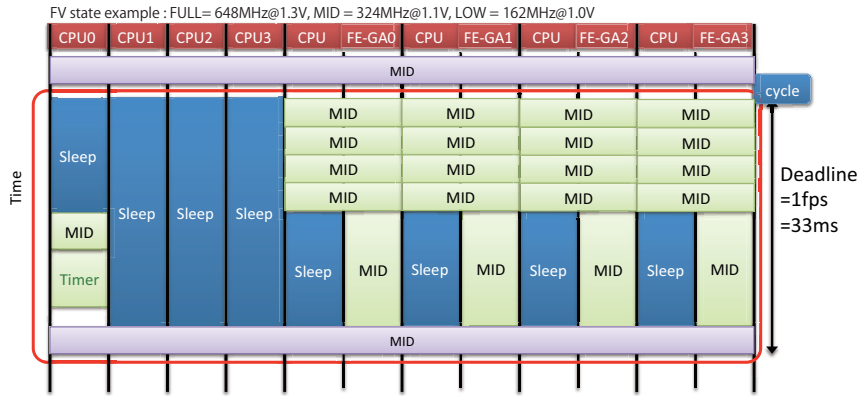 FV state example : FULL= 648MHz@1.3V, MID = 324MHz@1.1V, LOW = 162MHz@1.0V
CPU0 CPU1 CPU2 CPU3 CPU FE-GA0 CPU FE-GA1 CPU FE-GA2 CPU FE-GA3
MID
cycle
MID MID MID MID
MID MID MID MID
MID MID MID MID
MID MID MID MID
Sleep
Time
Deadline
=1fps
=33ms
Sleep Sleep Sleep
MID
Sleep MID Sleep MID Sleep MID Sleep MID
Timer
MID